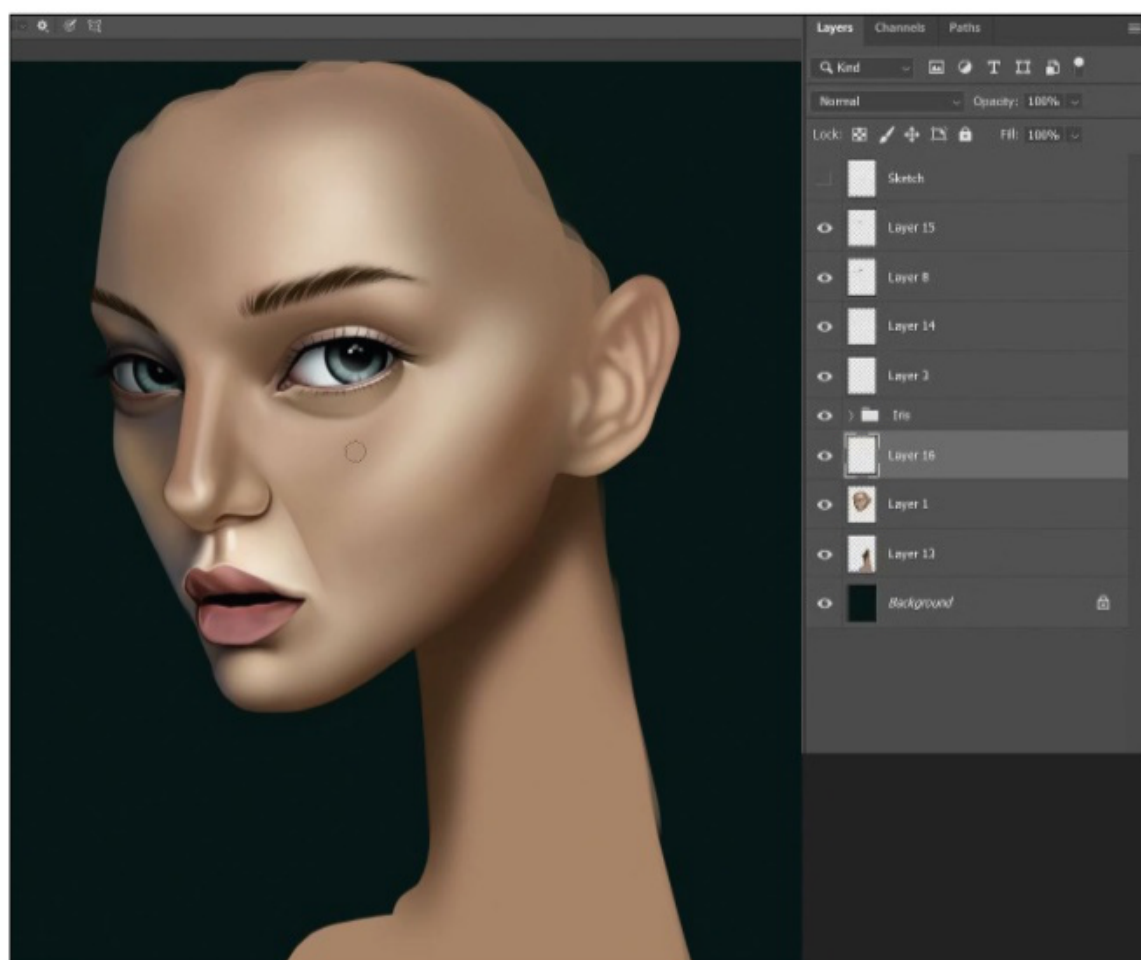 Layers Channels Paths
Kind
Normal Opacity: 100%
Lock: Fill: 100%
Sketch
Layer 15
Layer 8
Layer 14
Layer 3
Iris
Layer 16
Layer 1
Layer 13
Background